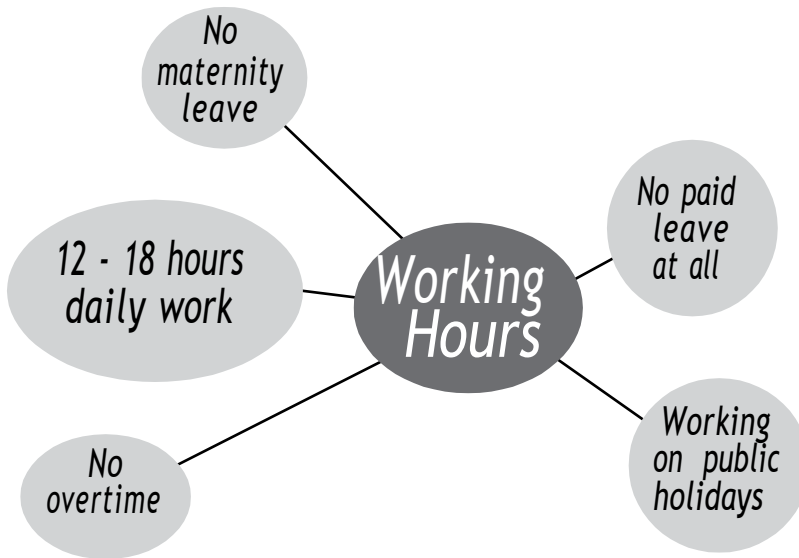 No
maternity
leave
No paid
leave
at all
12 - 18 hours
daily work
Working
Hours
Working
on public
holidays
No
overtime